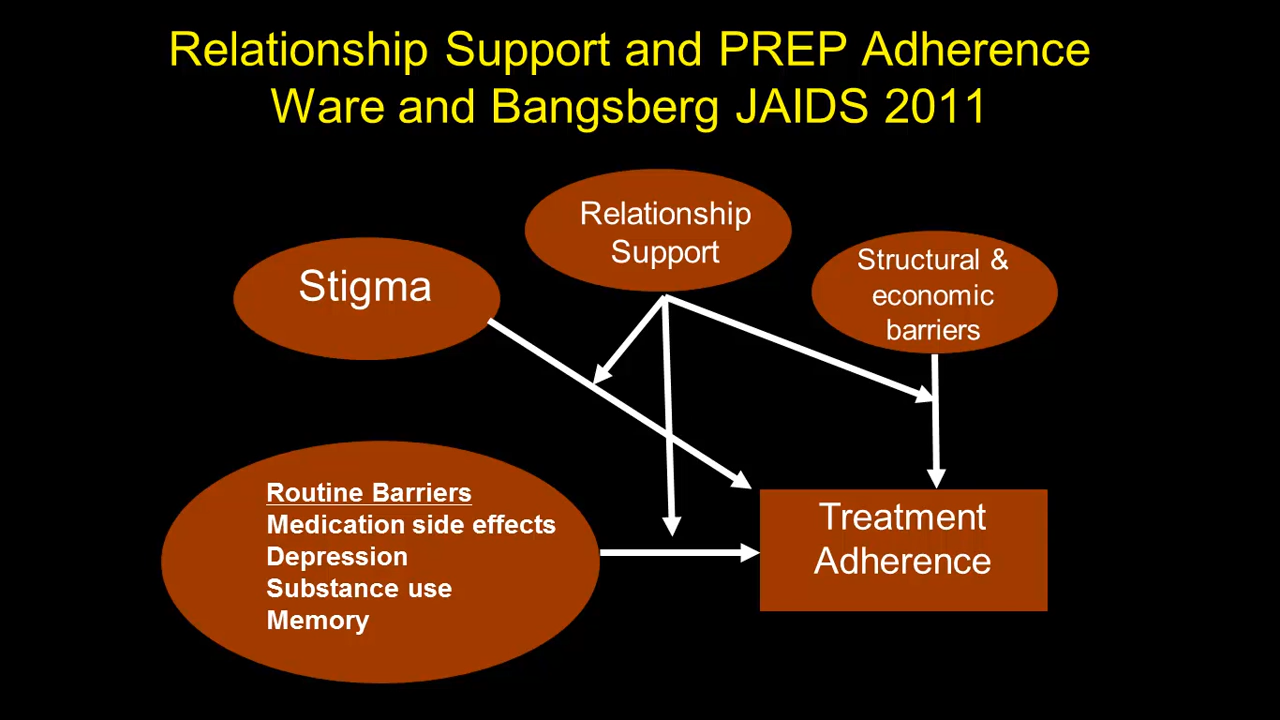 Relationship Support and PREP Adherence
Ware and Bangsberg JAIDS 2011
Relationship
Support
Stigma
Structural &
economic
barriers
Routine Barriers
Medication side effects
Depression
Substance use
Memory
Treatment
Adherence